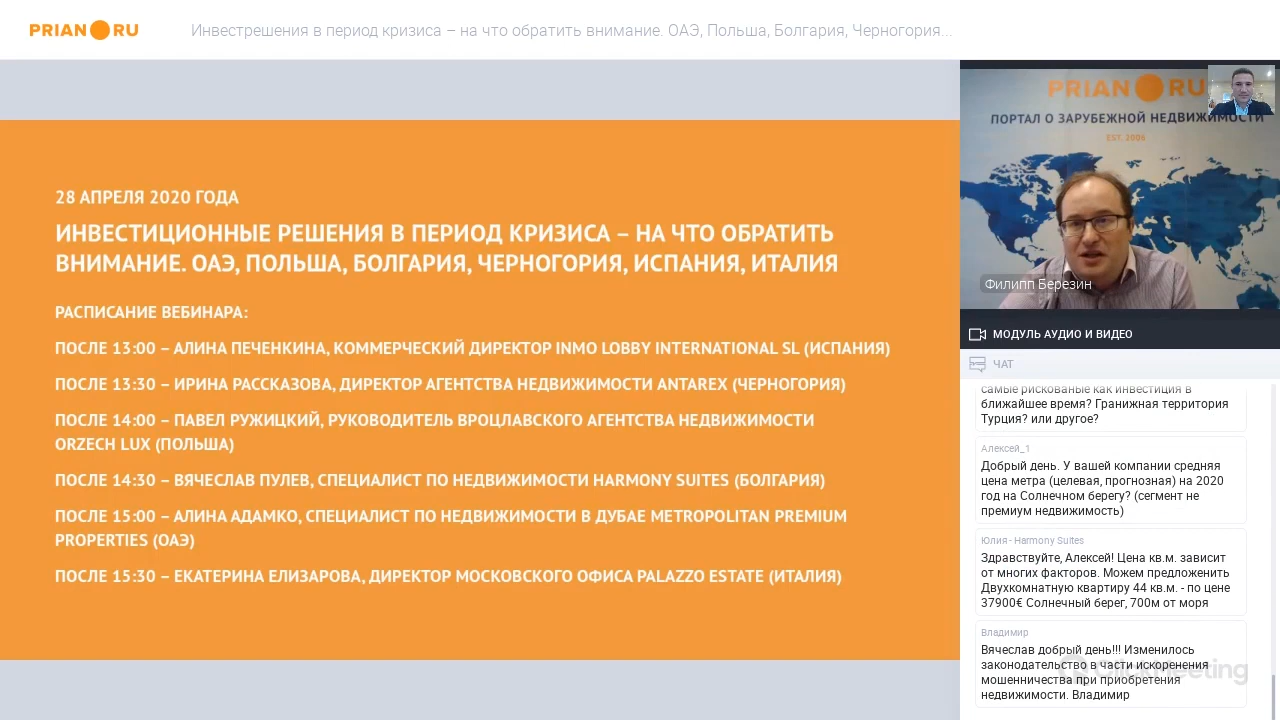 PRIAN RU
Инвестрешения в период кризиса – на что обратить внимание. ОАЭ, Польша, Болгария, Черногория...
28 АПРЕЛЯ 2020 ГОДА
ИНВЕСТИЦИОННЫЕ РЕШЕНИЯ В ПЕРИОД КРИЗИСА – НА ЧТО ОБРАТИТЬ
ВНИМАНИЕ. ОАЭ, ПОЛЬША, БОЛГАРИЯ, ЧЕРНОГОРИЯ, ИСПАНИЯ, ИТАЛИЯ
РАСПИСАНИЕ ВЕБИНАРА:
ПОСЛЕ 13:00 – АЛИНА ПЕЧЕНКИНА, КОММЕРЧЕСКИЙ ДИРЕКТОР INMO LOBBY INTERNATIONAL SL (ИСПАНИЯ)
ПОСЛЕ 13:30 – ИРИНА РАССКАЗОВА, ДИРЕКТОР АГЕНТСТВА НЕДВИЖИМОСТИ ANTAREX (ЧЕРНОГОРИЯ)
ПОСЛЕ 14:00 – ПАВЕЛ РУЖИЦКИЙ, РУКОВОДИТЕЛЬ ВРОЦЛАВСКОГО АГЕНТСТВА НЕДВИЖИМОСТИ
ORZECH LUX (ПОЛЬША)
ПОСЛЕ 14:30 – ВЯЧЕСЛАВ ПУЛЕВ, СПЕЦИАЛИСТ ПО НЕДВИЖИМОСТИ HARMONY SUITES (БОЛГАРИЯ)
ПОСЛЕ 15:00 – АЛИНА АДАМКО, СПЕЦИАЛИСТ ПО НЕДВИЖИМОСТИ В ДУБАЕ METROPOLITAN PREMIUM
PROPERTIES (ОАЭ)
ПОСЛЕ 15:30 – ЕКАТЕРИНА ЕЛИЗАРОВА, ДИРЕКТОР МОСКОВСКОГО ОФИСА PALAZZO ESTATE (ИТАЛИЯ)
PRIAN RU
ПОРТАЛ О ЗАРУБЕЖНОЙ НЕДВИЖИМОСТИ
EST. 2006
Филипп Березин
МОДУЛЬ АУДИО И ВИДЕО
ЧАТ
самые рискованые как инвестиция в
ближайшее время? Гранижная территория
Турция? или другое?
Алексей_1
Добрый день. У вашей компании средняя
цена метра (целевая, прогнозная) на 2020
год на Солнечном берегу? (сегмент не
премиум недвижимость)
Юлия - Harmony Suites
Здравствуйте, Алексей! Цена кв.м. зависит
от многих факторов. Можем предложенить
Двухкомнатную квартиру 44 кв.м. - по цене
37900€ Солнечный берег, 700м от моря
Владимир
Вячеслав добрый день!!! Изменилось
законодательство в части искоренения
мошенничества при приобретения
недвижимости. Владимир
ClickMeeting